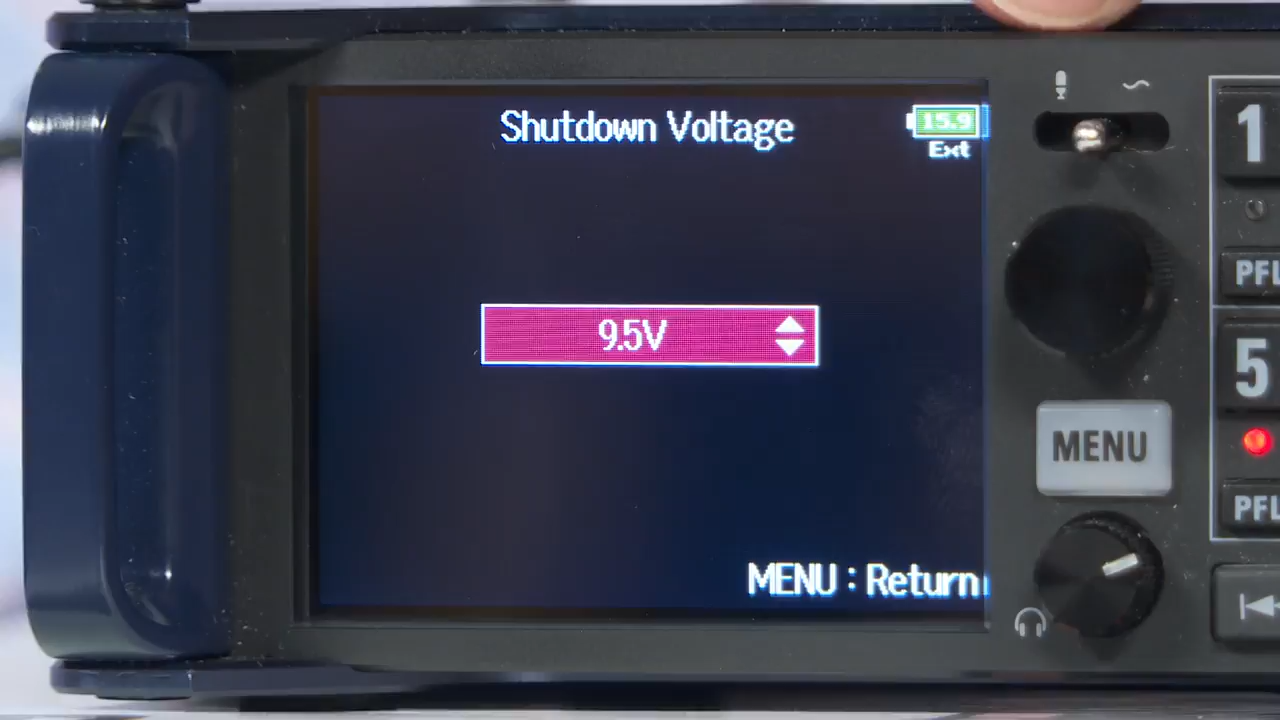 Shutdown Voltage
15.9
Ext
9.5V
MENU : Return
1
PFL
5
MENU
PFL